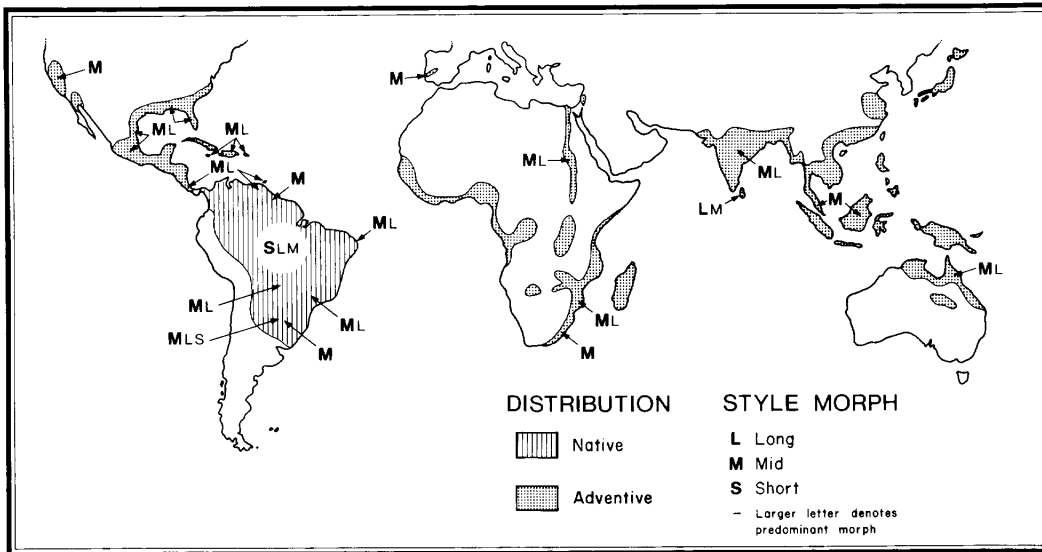 M
M
ML
ML
ML
M
SLM
ML
ML
MLS
ML
M
M
ML
ML
M
ML
LM
M
ML
DISTRIBUTION
Native
Adventive
STYLE MORPH
L Long
M Mid
S Short
– Larger letter denotes
predominant morph